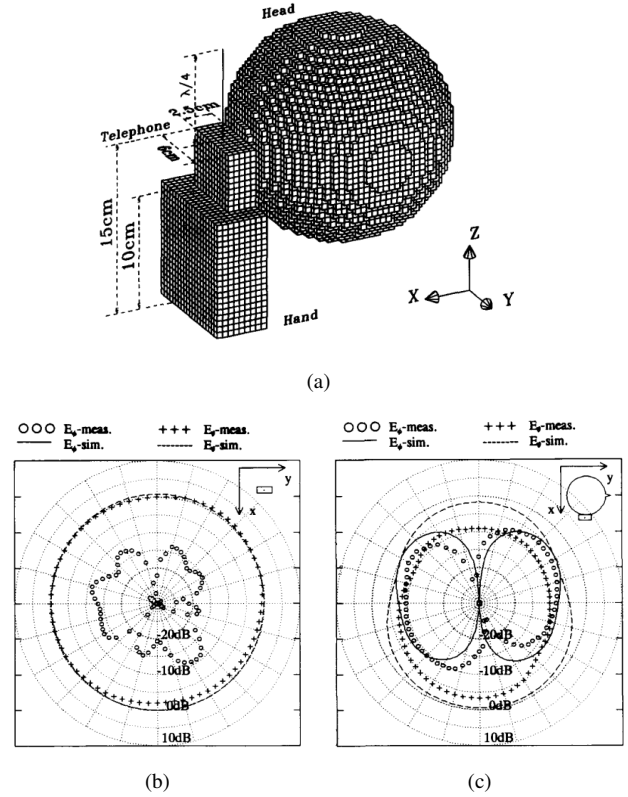 Head
λ/4
2.5cm
Telephone
6cm
15cm
10cm
Hand
Z
X
Y
(a)
ooo Eφ-meas. +++ Eθ-meas.
Eφ-sim. Eθ-sim.
y
x
-20dB
-10dB
0dB
10dB
(b)
ooo Eφ-meas. +++ Eθ-meas.
Eφ-sim. Eθ-sim.
y
x
-20dB
-10dB
0dB
10dB
(c)